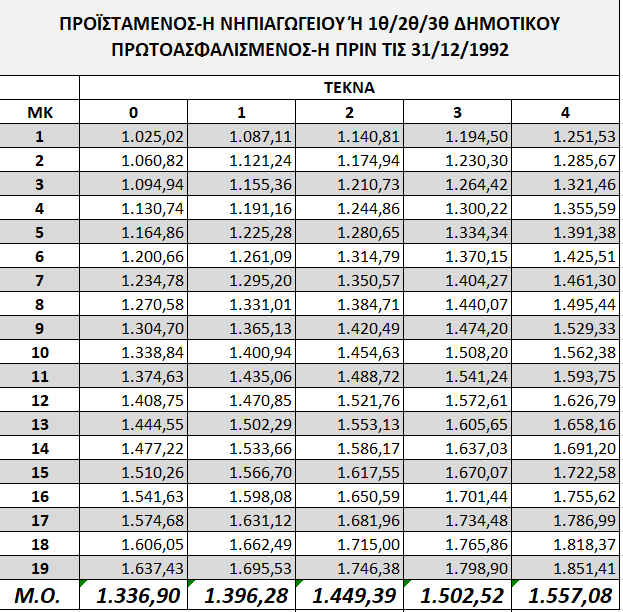 ΠΡΟΪΣΤΑΜΕΝΟΣ-Η ΝΗΠΙΑΓΩΓΕΙΟΥΉ 1θ/2θ/3θ ΔΗΜΟΤΙΚΟΥ
ΠΡΩΤΟΑΣΦΑΛΙΣΜΕΝΟΣ-Η ΠΡΙΝ ΤΙΣ 31/12/1992
ΤΕΚΝΑ
ΜΚ 0 1 2 3 4
1 1.025,02 1.087,11 1.140,81 1.194,50 1.251,53
2 1.060,82 1.121,24 1.174,94 1.230,30 1.285,67
3 1.094,94 1.155,36 1.210,73 1.264,42 1.321,46
4 1.130,74 1.191,16 1.244,86 1.300,22 1.355,59
5 1.164,86 1.225,28 1.280,65 1.334,34 1.391,38
6 1.200,66 1.261,09 1.314,79 1.370,15 1.425,51
7 1.234,78 1.295,20 1.350,57 1.404,27 1.461,30
8 1.270,58 1.331,01 1.384,71 1.440,07 1.495,44
9 1.304,70 1.365,13 1.420,49 1.474,20 1.529,33
10 1.338,84 1.400,94 1.454,63 1.508,20 1.562,38
11 1.374,63 1.435,06 1.488,72 1.541,24 1.593,75
12 1.408,75 1.470,85 1.521,76 1.572,61 1.626,79
13 1.444,55 1.502,29 1.553,13 1.605,65 1.658,16
14 1.477,22 1.533,66 1.586,17 1.637,03 1.691,20
15 1.510,26 1.566,70 1.617,55 1.670,07 1.722,58
16 1.541,63 1.598,08 1.650,59 1.701,44 1.755,62
17 1.574,68 1.631,12 1.681,96 1.734,48 1.786,99
18 1.606,05 1.662,49 1.715,00 1.765,86 1.818,37
19 1.637,43 1.695,53 1.746,38 1.798,90 1.851,41
Μ.Ο. 1.336,90 1.396,28 1.449,39 1.502,52 1.557,08